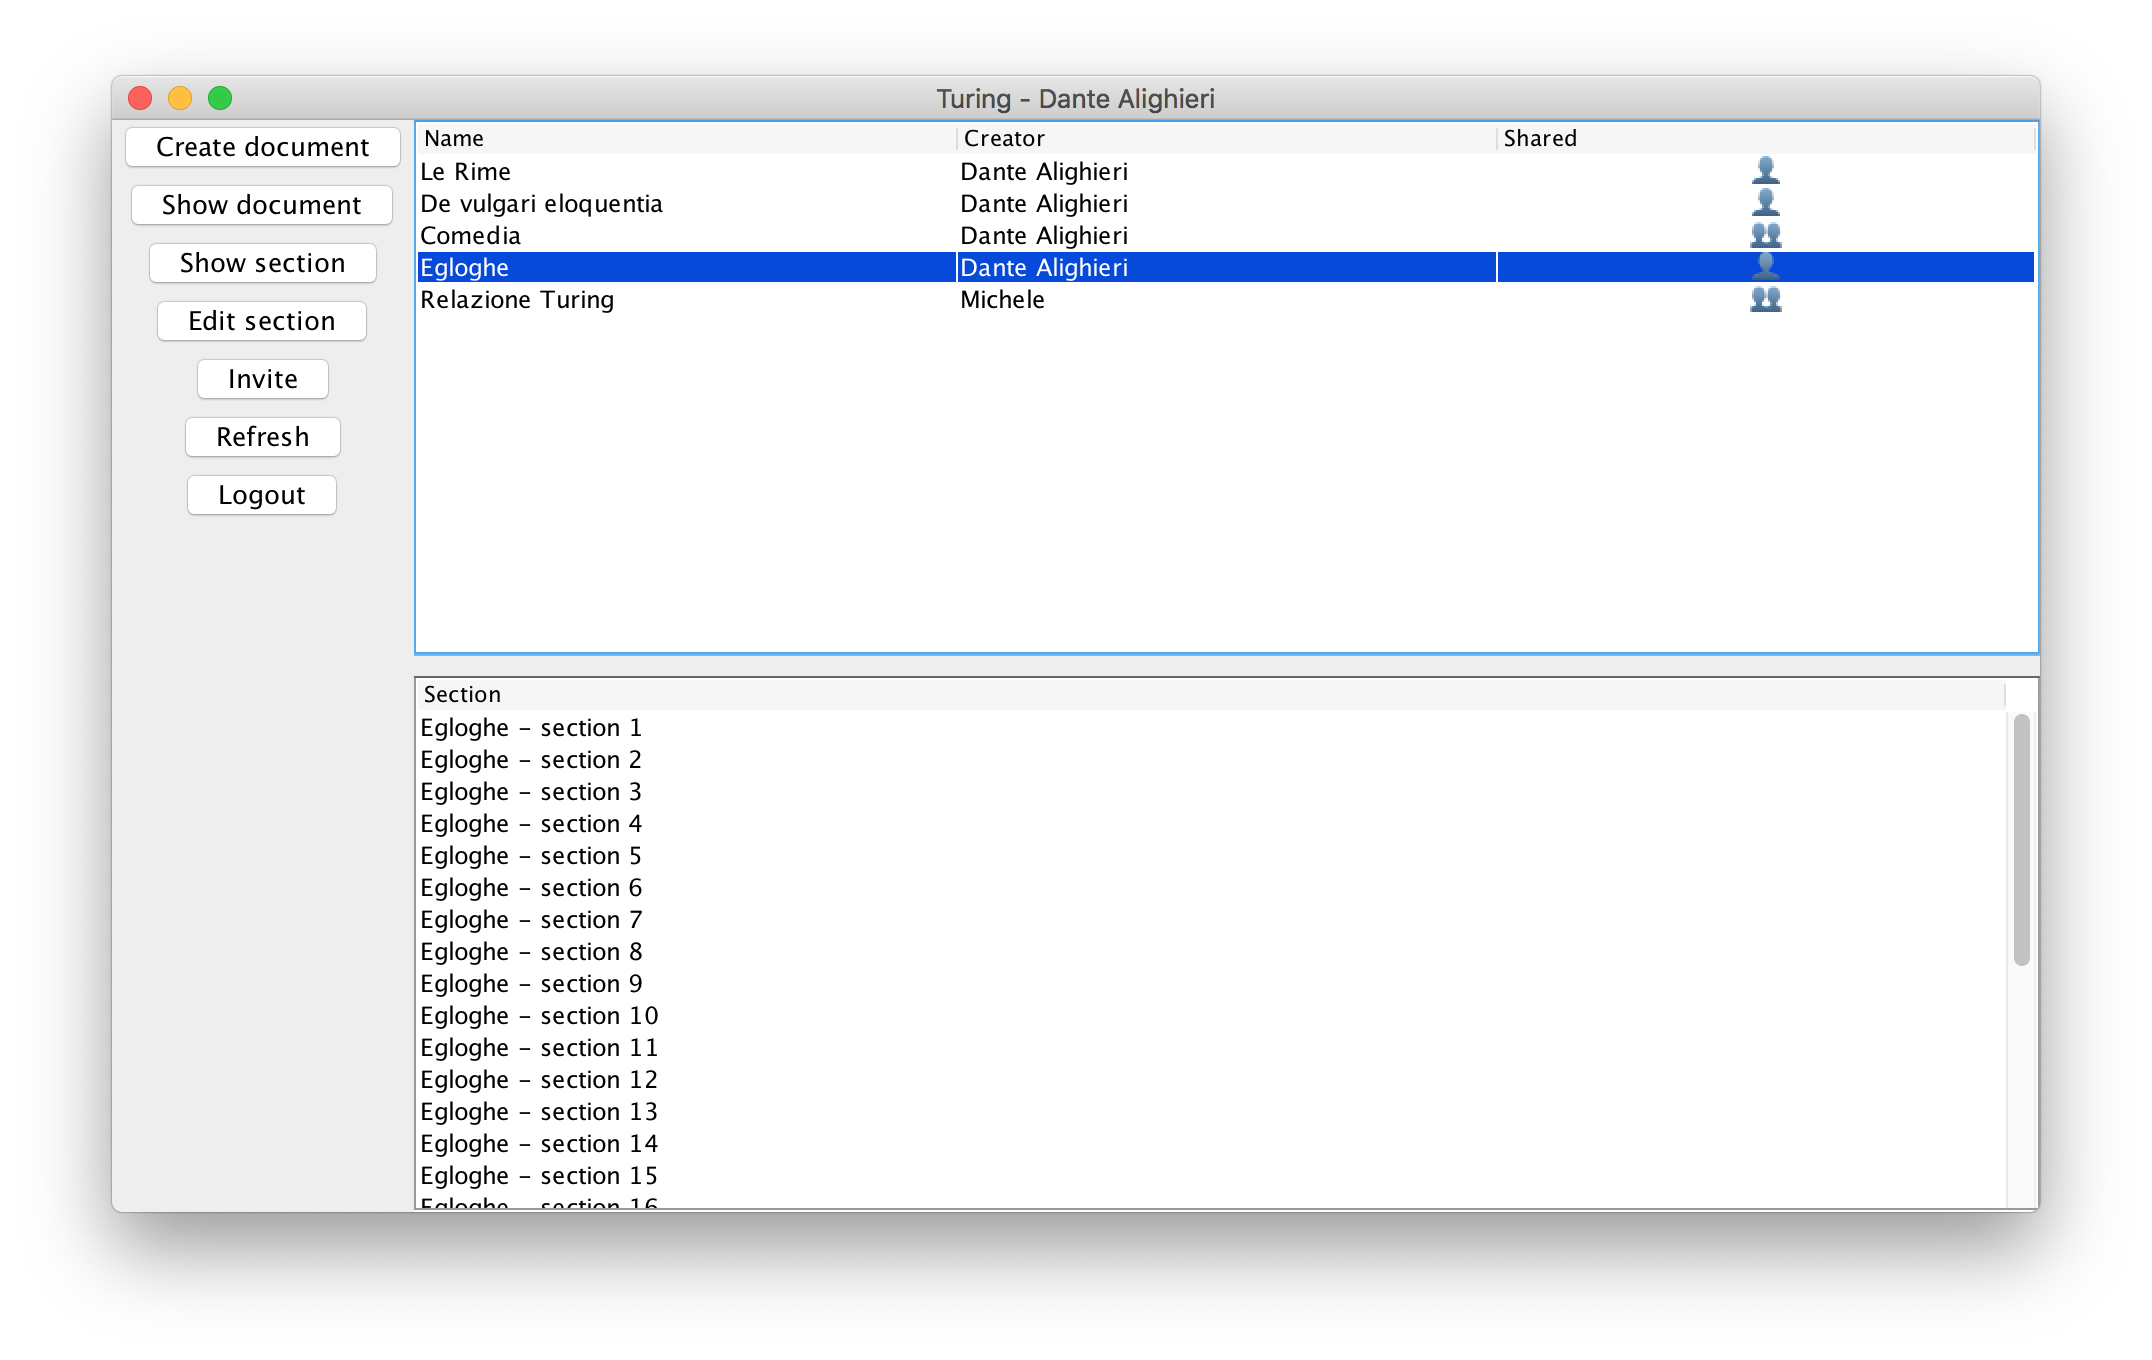 Turing - Dante Alighieri
Create document
Show document
Show section
Edit section
Invite
Refresh
Logout
Name Creator Shared
Le Rime Dante Alighieri
De vulgari eloquentia Dante Alighieri
Comedia Dante Alighieri
Egloghe Dante Alighieri
Relazione Turing Michele
Section
Egloghe – section 1
Egloghe – section 2
Egloghe – section 3
Egloghe – section 4
Egloghe – section 5
Egloghe – section 6
Egloghe – section 7
Egloghe – section 8
Egloghe – section 9
Egloghe – section 10
Egloghe – section 11
Egloghe – section 12
Egloghe – section 13
Egloghe – section 14
Egloghe – section 15
Egloghe – section 16